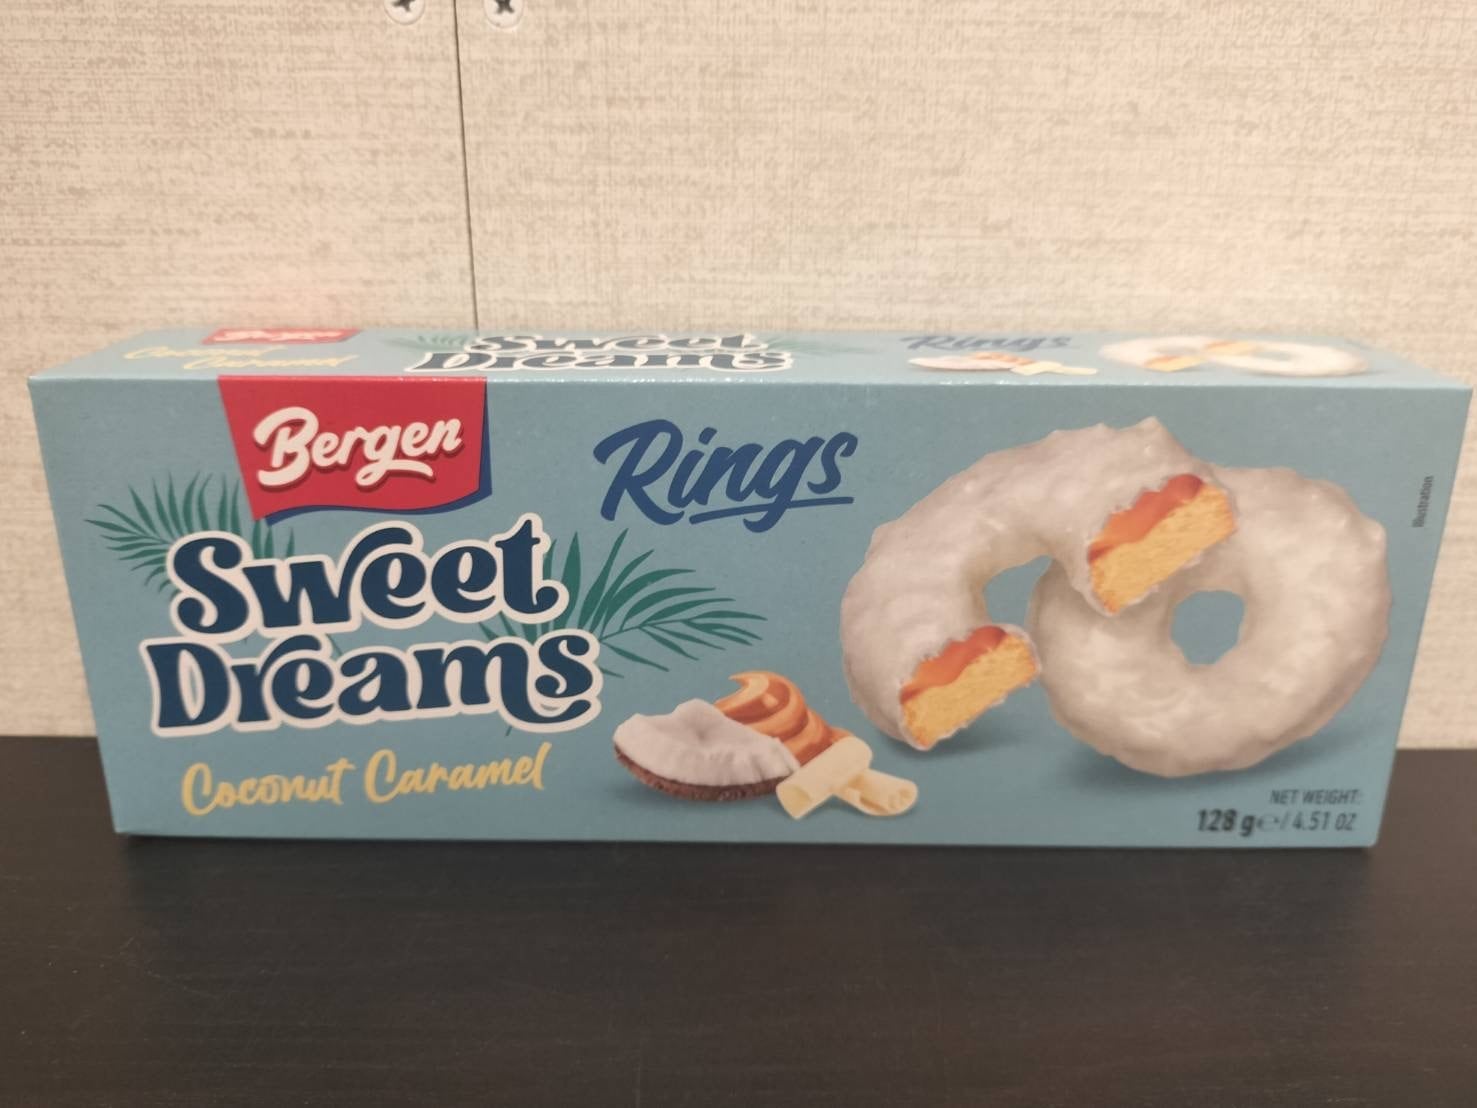 Coconut
Caramel
Bergen
Sweet
Dreams
Rings
Bergen
Rings
Sweet
Dreams
Coconut Caramel
Illustration
NET WEIGHT:
128 g ℮ / 4.51 OZ